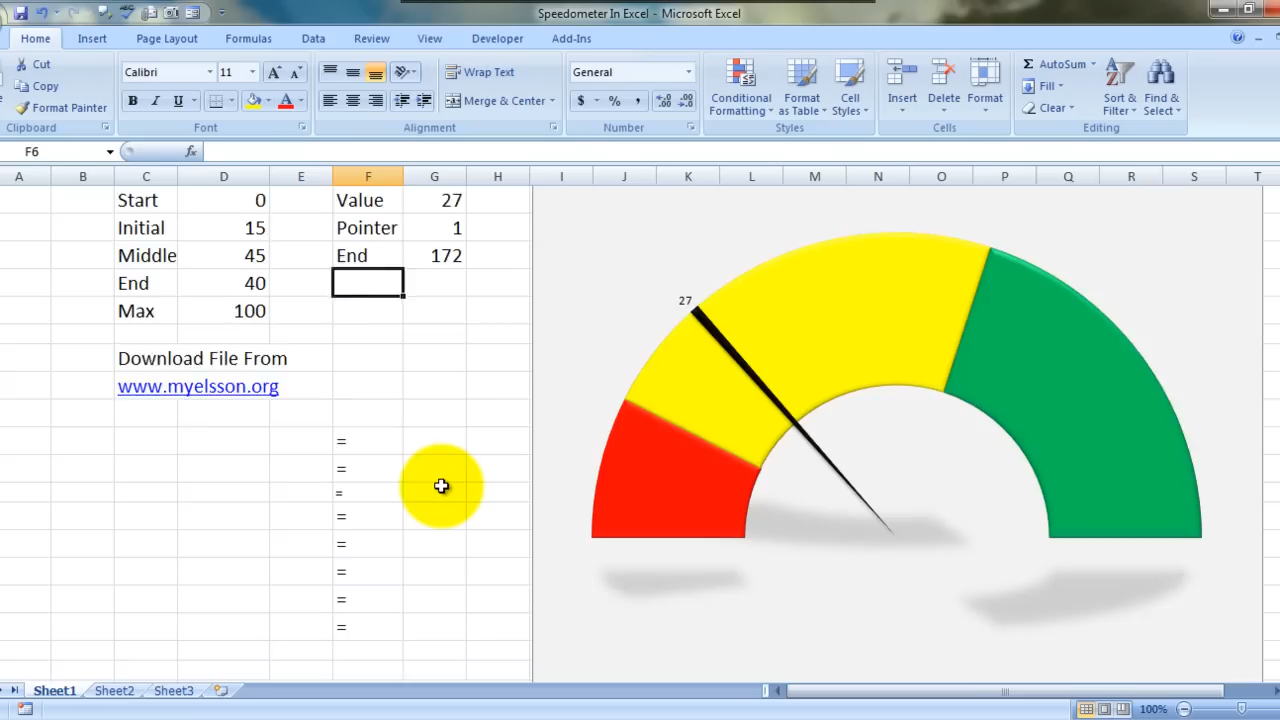 Speedometer In Excel - Microsoft Excel
Home Insert Page Layout Formulas Data Review View Developer Add-Ins
Cut
Copy
Format Painter
Clipboard
Calibri 11
B I U
Font
Wrap Text
Merge & Center
Alignment
General
$ % ,
Number
Conditional Formatting
Format as Table
Cell Styles
Styles
Insert Delete Format
Cells
AutoSum
Fill
Clear
Sort & Filter
Find & Select
Editing
F6 fx
A B C D E F G H I J K L M N O P Q R S T
Start 0 Value 27
Initial 15 Pointer 1
Middle 45 End 172
End 40
Max 100
27
Download File From
www.myelsson.org
=
=
=
=
=
=
=
=
Sheet1 Sheet2 Sheet3
100%